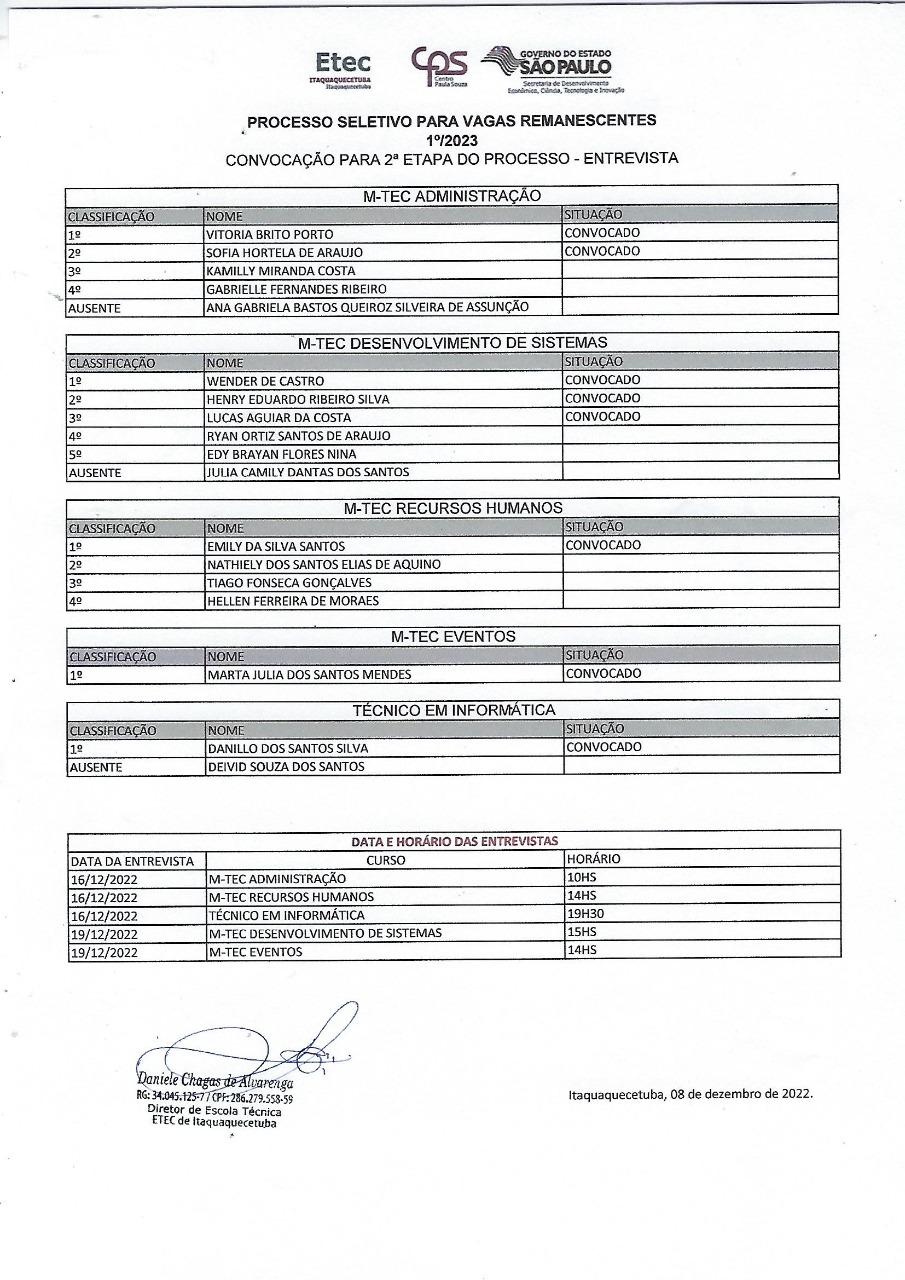 Etec
ITAQUAQUECETUBA
Itaquaquecetuba
CPS
Centro
Paula Souza
GOVERNO DO ESTADO
SÃO PAULO
Secretaria de Desenvolvimento
Econômico, Ciência, Tecnologia e Inovação
PROCESSO SELETIVO PARA VAGAS REMANESCENTES
1º/2023
CONVOCAÇÃO PARA 2ª ETAPA DO PROCESSO - ENTREVISTA
M-TEC ADMINISTRAÇÃO
CLASSIFICAÇÃO NOME SITUAÇÃO
1º VITORIA BRITO PORTO CONVOCADO
2º SOFIA HORTELA DE ARAUJO CONVOCADO
3º KAMILLY MIRANDA COSTA
4º GABRIELLE FERNANDES RIBEIRO
AUSENTE ANA GABRIELA BASTOS QUEIROZ SILVEIRA DE ASSUNÇÃO
M-TEC DESENVOLVIMENTO DE SISTEMAS
CLASSIFICAÇÃO NOME SITUAÇÃO
1º WENDER DE CASTRO CONVOCADO
2º HENRY EDUARDO RIBEIRO SILVA CONVOCADO
3º LUCAS AGUIAR DA COSTA CONVOCADO
4º RYAN ORTIZ SANTOS DE ARAUJO
5º EDY BRAYAN FLORES NINA
AUSENTE JULIA CAMILY DANTAS DOS SANTOS
M-TEC RECURSOS HUMANOS
CLASSIFICAÇÃO NOME SITUAÇÃO
1º EMILY DA SILVA SANTOS CONVOCADO
2º NATHIELY DOS SANTOS ELIAS DE AQUINO
3º TIAGO FONSECA GONÇALVES
4º HELLEN FERREIRA DE MORAES
M-TEC EVENTOS
CLASSIFICAÇÃO NOME SITUAÇÃO
1º MARTA JULIA DOS SANTOS MENDES CONVOCADO
TÉCNICO EM INFORMÁTICA
CLASSIFICAÇÃO NOME SITUAÇÃO
1º DANILLO DOS SANTOS SILVA CONVOCADO
AUSENTE DEIVID SOUZA DOS SANTOS
DATA E HORÁRIO DAS ENTREVISTAS
DATA DA ENTREVISTA CURSO HORÁRIO
16/12/2022 M-TEC ADMINISTRAÇÃO 10HS
16/12/2022 M-TEC RECURSOS HUMANOS 14HS
16/12/2022 TÉCNICO EM INFORMÁTICA 19H30
19/12/2022 M-TEC DESENVOLVIMENTO DE SISTEMAS 15HS
19/12/2022 M-TEC EVENTOS 14HS
Daniele Chagas de Alvarenga
RG: 34.045.125-7 / CPF: 286.279.558-59
Diretor de Escola Técnica
ETEC de Itaquaquecetuba
Itaquaquecetuba, 08 de dezembro de 2022.